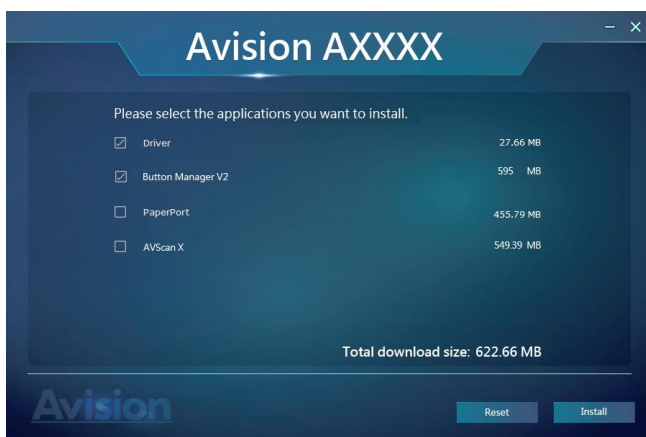 Avision AXXXX
Please select the applications you want to install.
Driver 27.66 MB
Button Manager V2 595 MB
PaperPort 455.79 MB
AVScan X 549.39 MB
Total download size: 622.66 MB
Avision
Reset Install